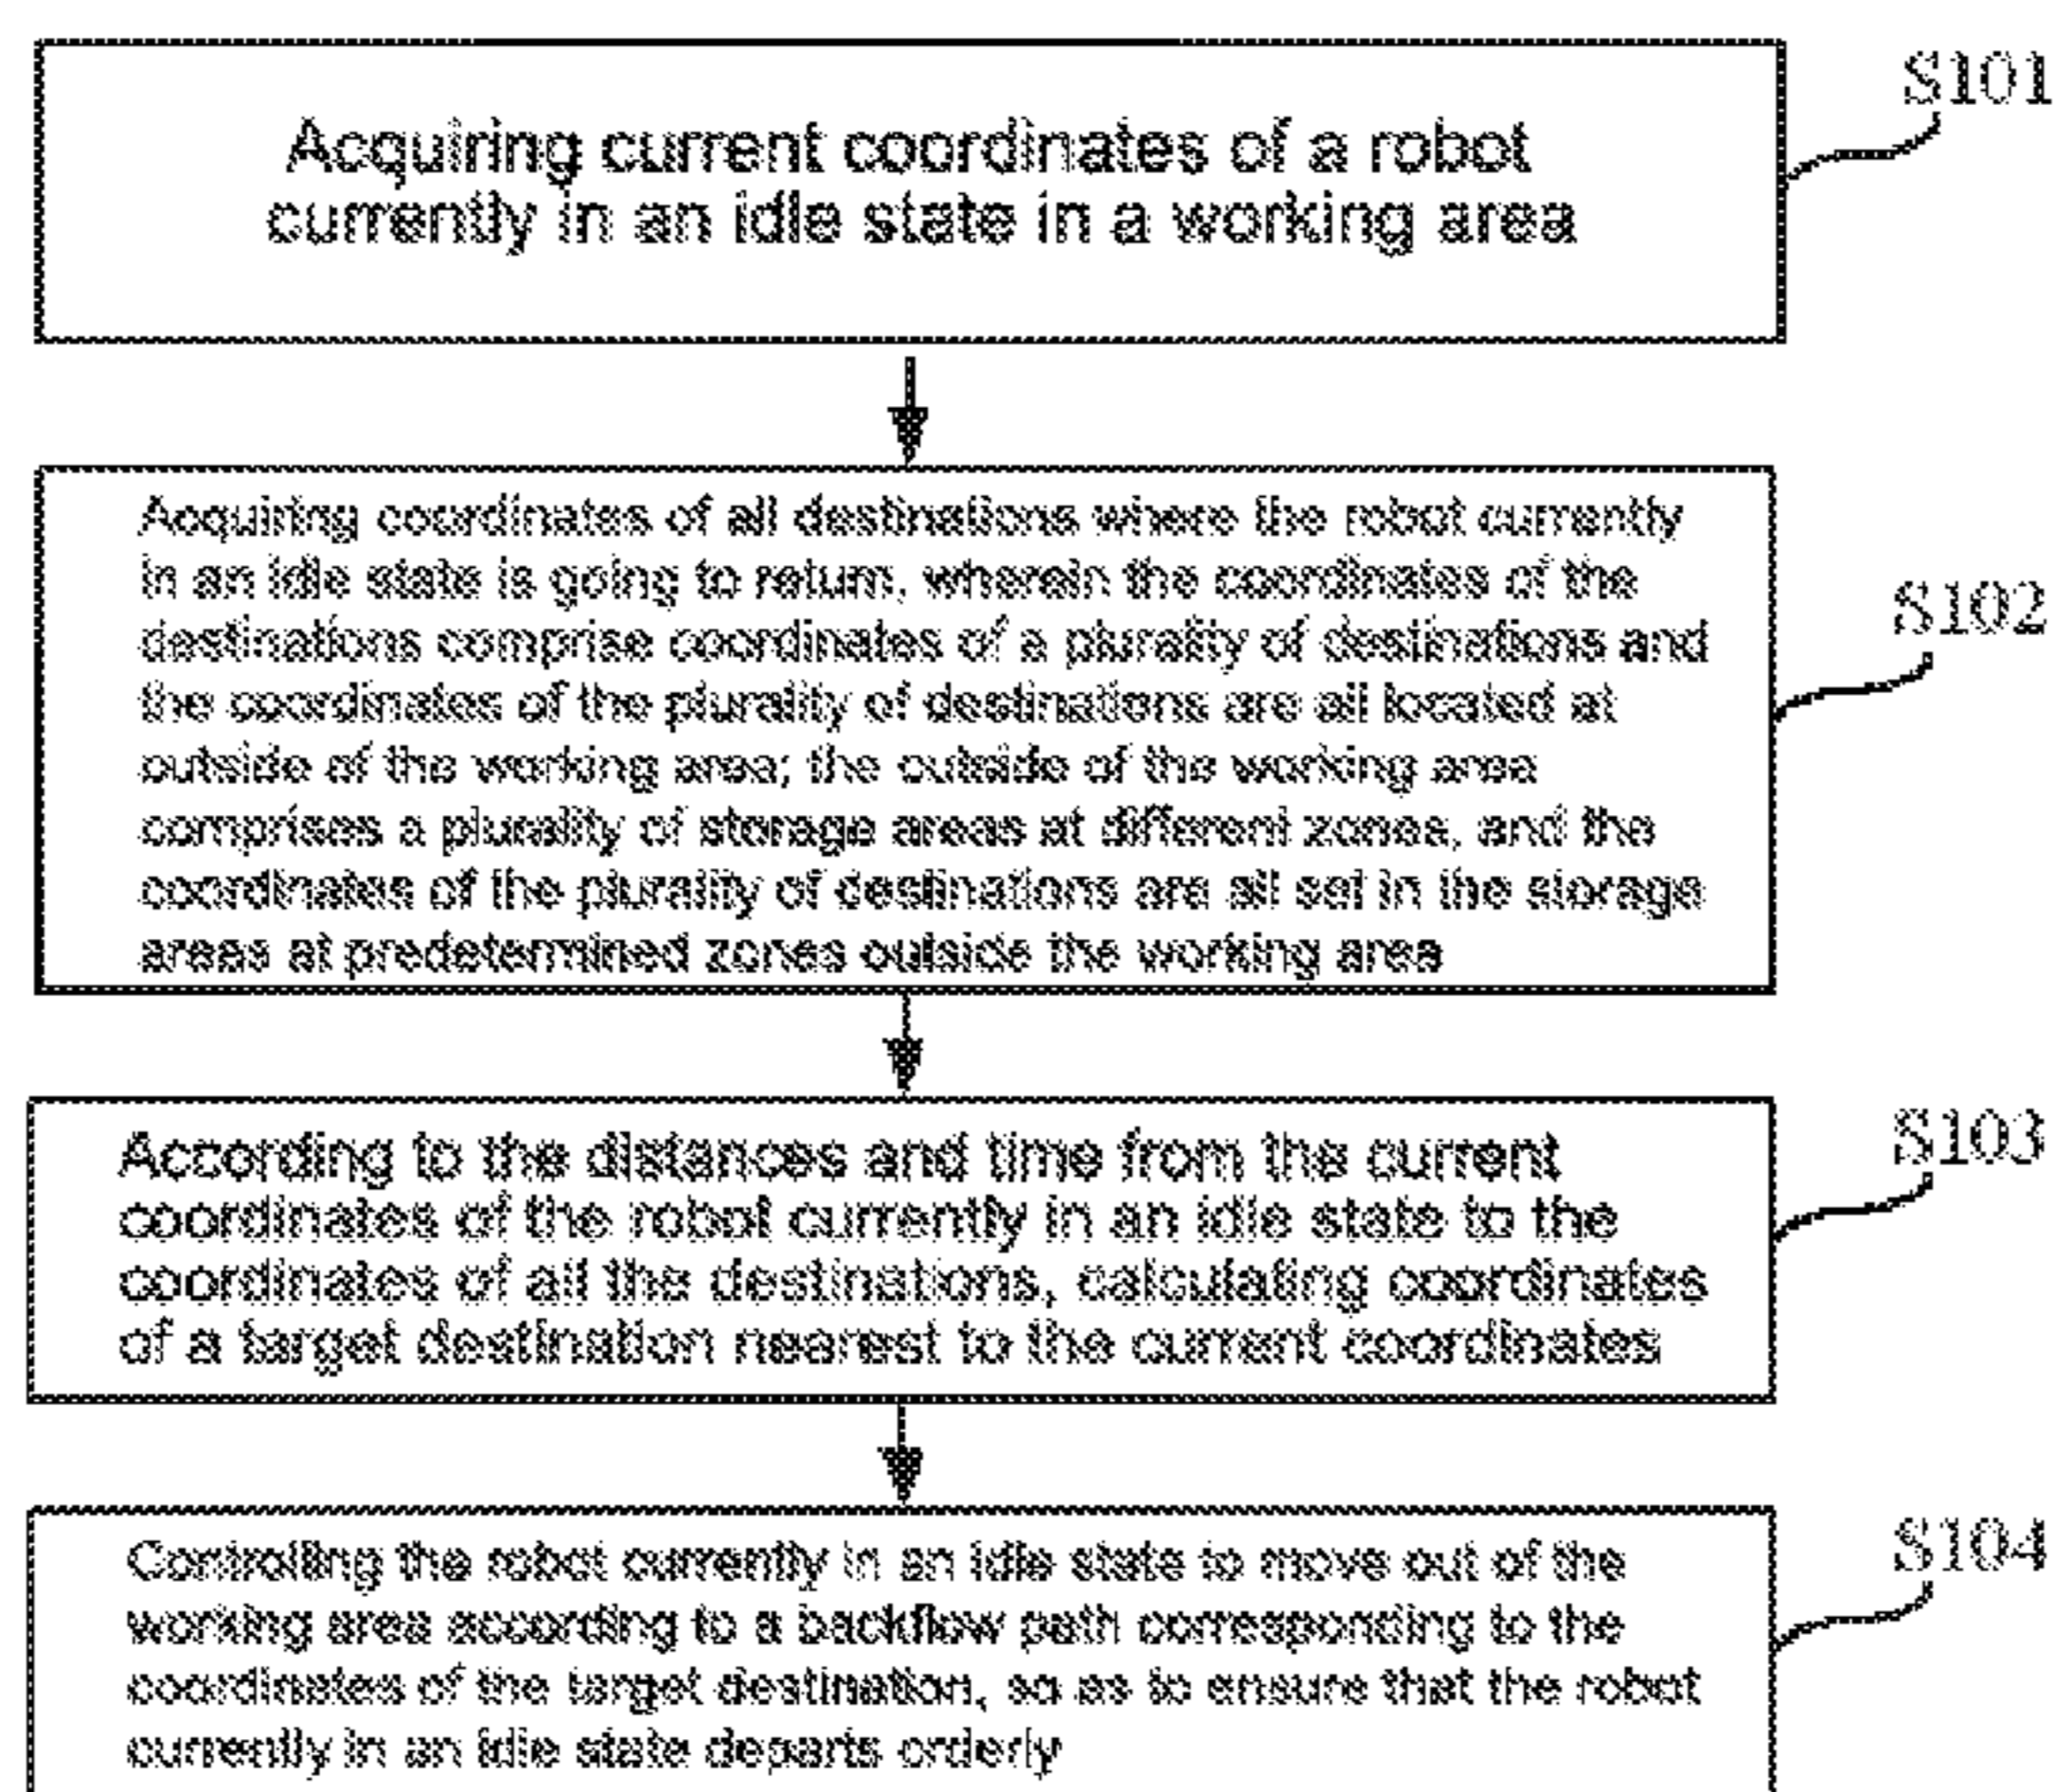 S101
Acquiring current coordinates of a robot
currently in an idle state in a working area
Acquiring coordinates of all destinations where the robot currently
in an idle state is going to return, wherein the coordinates of the
destinations comprise coordinates of a plurality of destinations and
the coordinates of the plurality of destinations are all located at
outside of the working area; the outside of the working area
comprises a plurality of storage areas at different zones, and the
coordinates of the plurality of destinations are all set in the storage
areas at predetermined zones outside the working area
S102
According to the distances and time from the current
coordinates of the robot currently in an idle state to the
coordinates of all the destinations, calculating coordinates
of a target destination nearest to the current coordinates
S103
Controlling the robot currently in an idle state to move out of the
working area according to a backflow path corresponding to the
coordinates of the target destination, so as to ensure that the robot
currently in an idle state departs orderly
S104